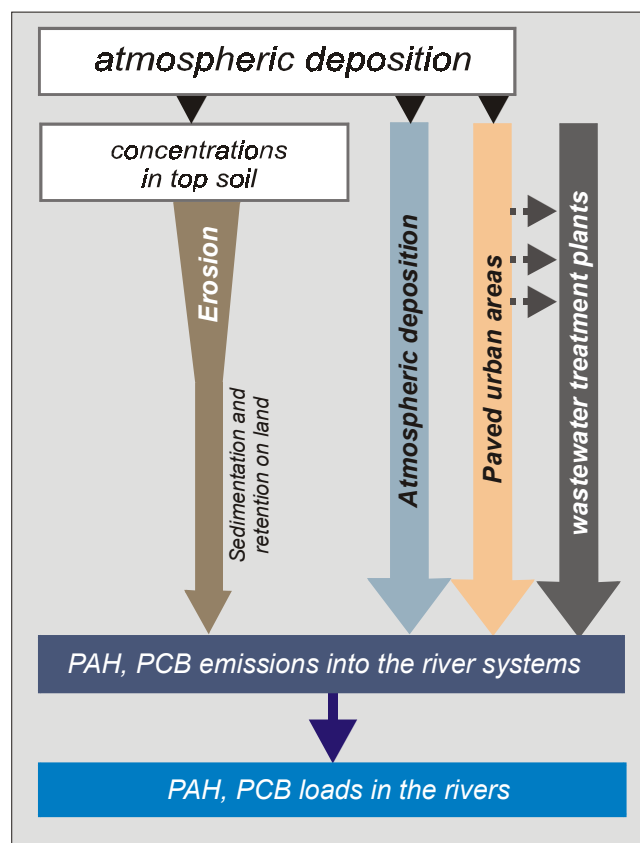 atmospheric deposition
concentrations
in top soil
Erosion
Sedimentation and
retention on land
Atmospheric deposition
Paved urban areas
wastewater treatment plants
PAH, PCB emissions into the river systems
PAH, PCB loads in the rivers